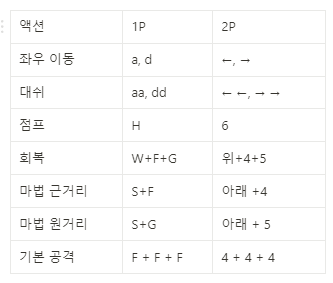 액션 1P 2P
좌우 이동 a, d ←, →
대쉬 aa, dd ← ←, → →
점프 H 6
회복 W+F+G 위+4+5
마법 근거리 S+F 아래 +4
마법 원거리 S+G 아래 + 5
기본 공격 F + F + F 4 + 4 + 4